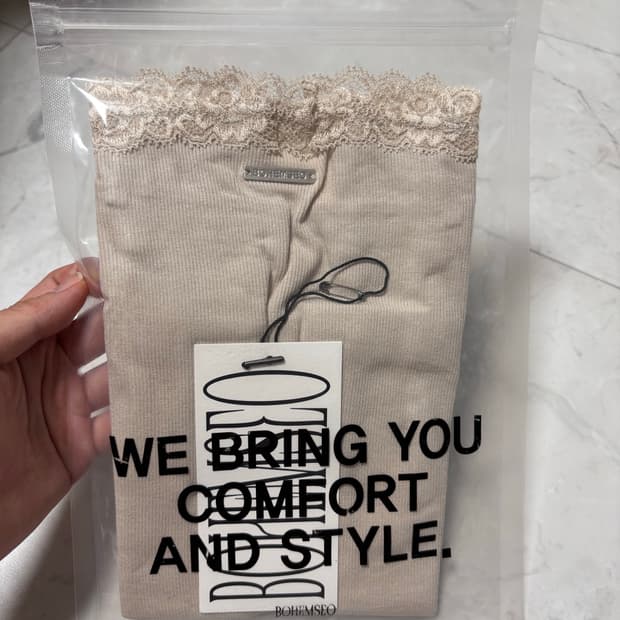 BOHEMSEO
BOHEMSEO
WE BRING YOU
COMFORT
AND STYLE.
BOHEMSEO